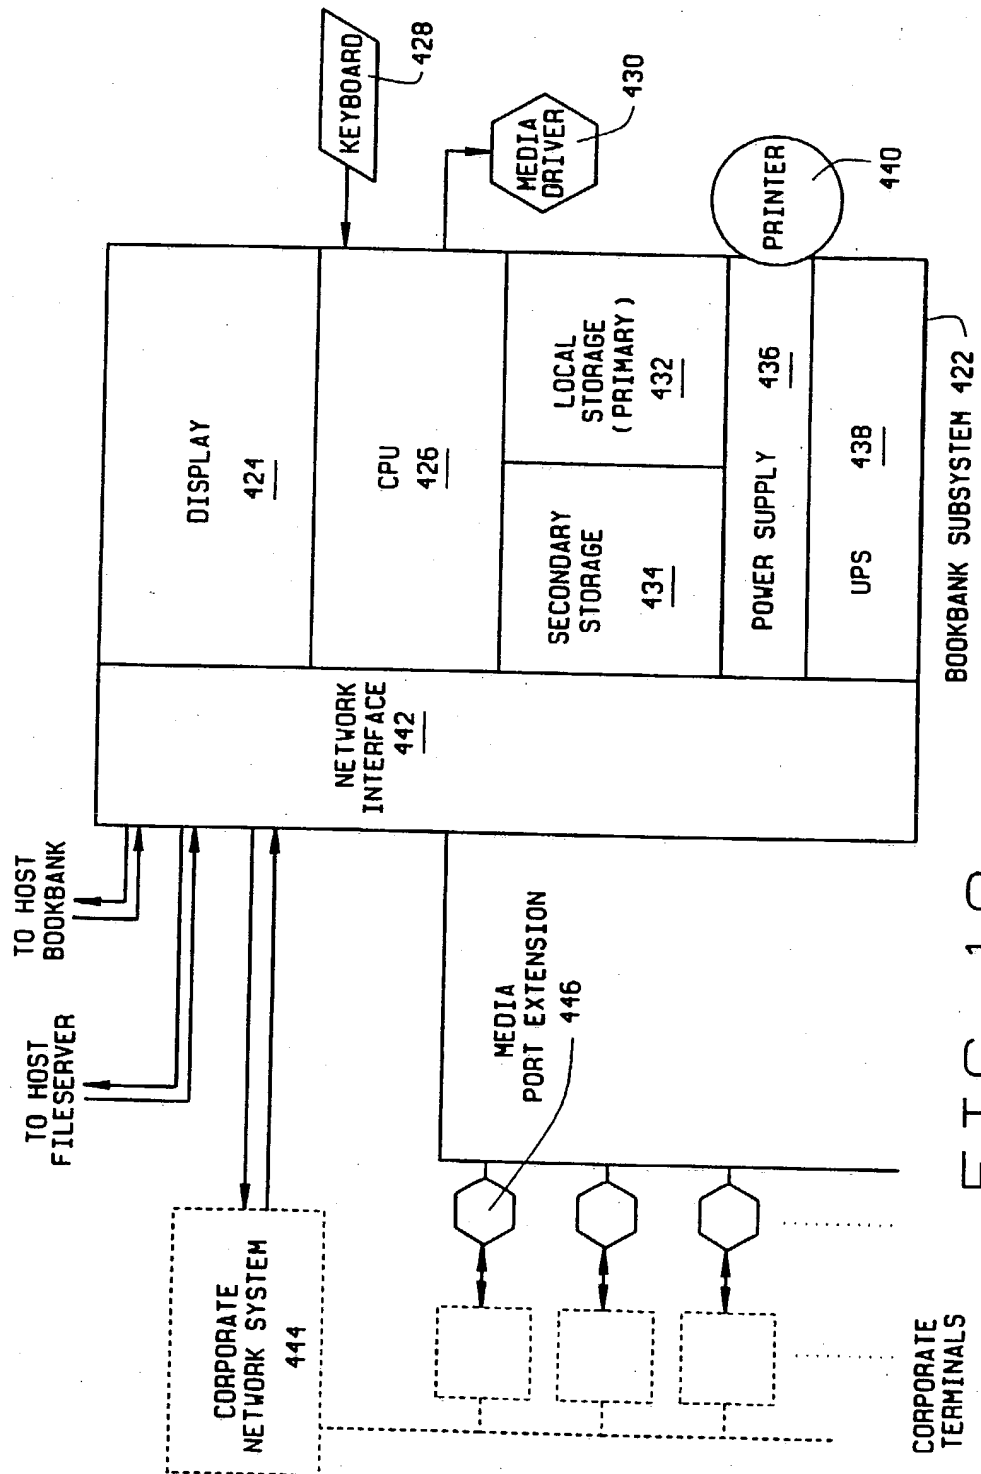 TO HOST
BOOKBANK
TO HOST
FILESERVER
CORPORATE
NETWORK SYSTEM
444
NETWORK
INTERFACE
442
DISPLAY
424
CPU
426
KEYBOARD
428
MEDIA
DRIVER
430
SECONDARY
STORAGE
434
LOCAL
STORAGE
(PRIMARY)
432
POWER SUPPLY 436
UPS 438
PRINTER
440
MEDIA
PORT EXTENSION
446
CORPORATE
TERMINALS
BOOKBANK SUBSYSTEM 422